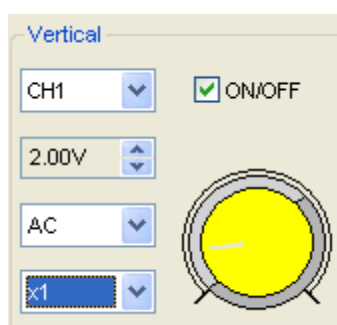 Vertical
CH1
ON/OFF
2.00V
AC
x1